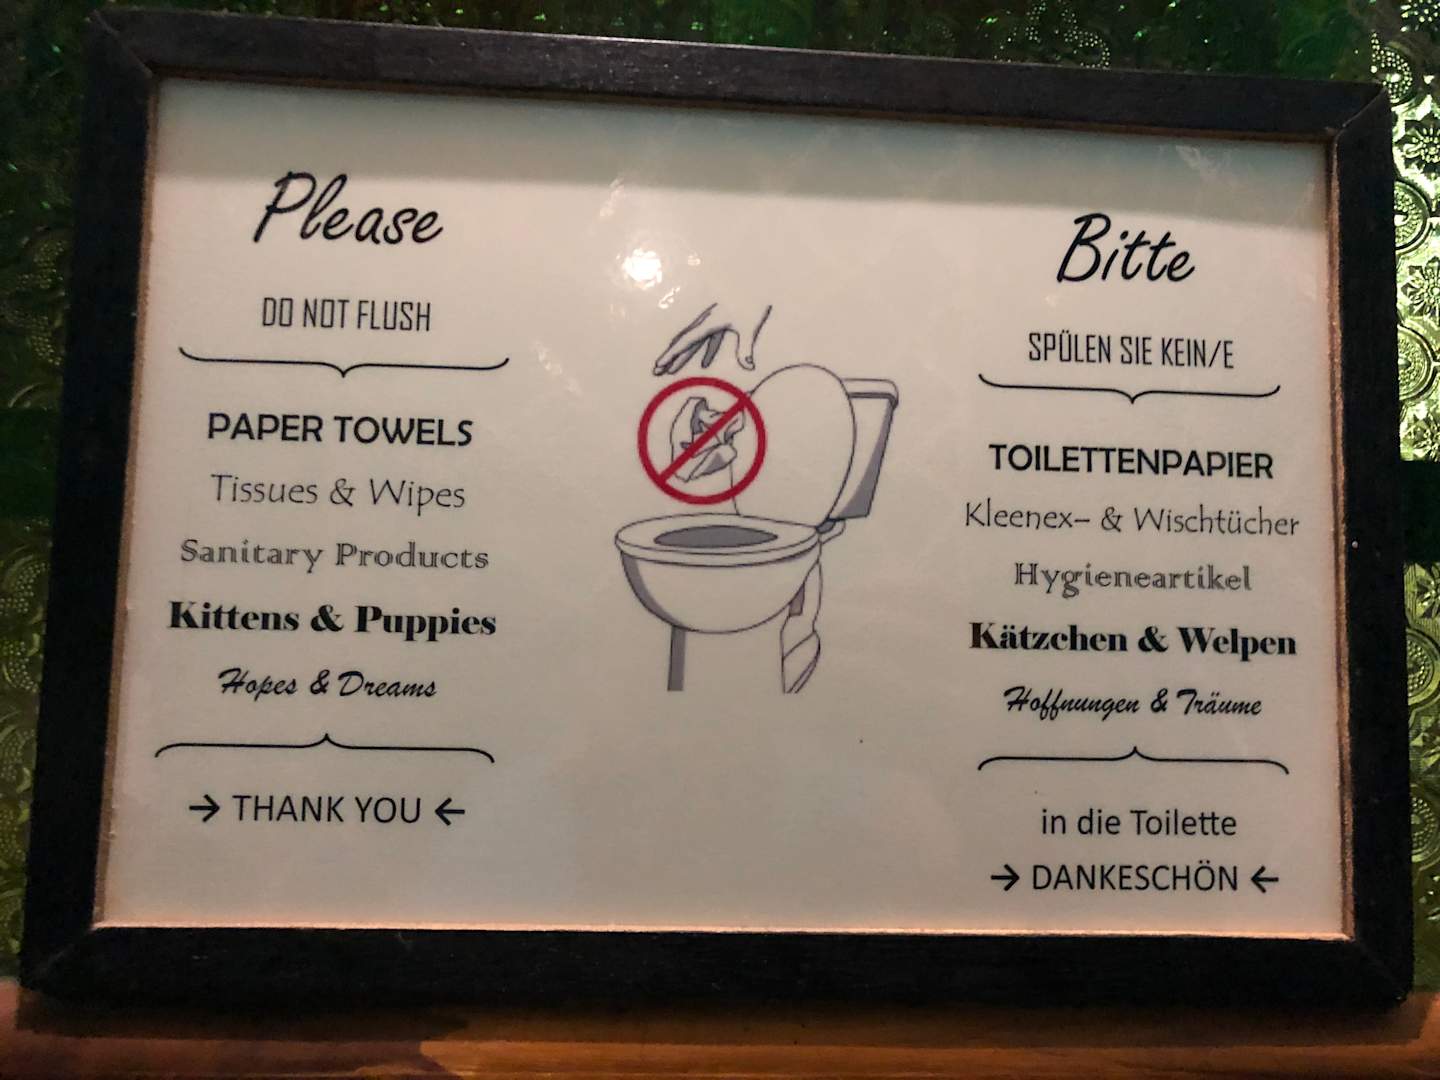 Please
DO NOT FLUSH
PAPER TOWELS
Tissues & Wipes
Sanitary Products
Kittens & Puppies
Hopes & Dreams
→ THANK YOU ←
Bitte
SPÜLEN SIE KEIN/E
TOILETTENPAPIER
Kleenex– & Wischtücher
Hygieneartikel
Kätzchen & Welpen
Hoffnungen & Träume
in die Toilette
→ DANKESCHÖN ←